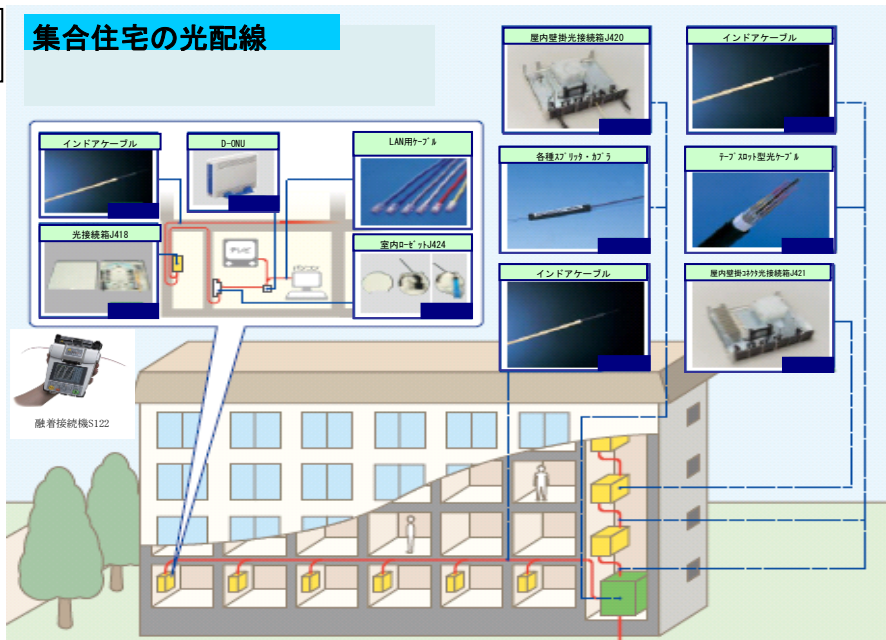 集合住宅の光配線
屋内壁掛光接続箱J420
インドアケーブル
インドアケーブル
D-ONU
LAN用ケーブル
各種スプリッタ・カプラ
テープスロット型光ケーブル
光接続箱J418
テレビ
室内ローゼットJ424
インドアケーブル
屋内壁掛コネクタ光接続箱J421
融着接続機S122